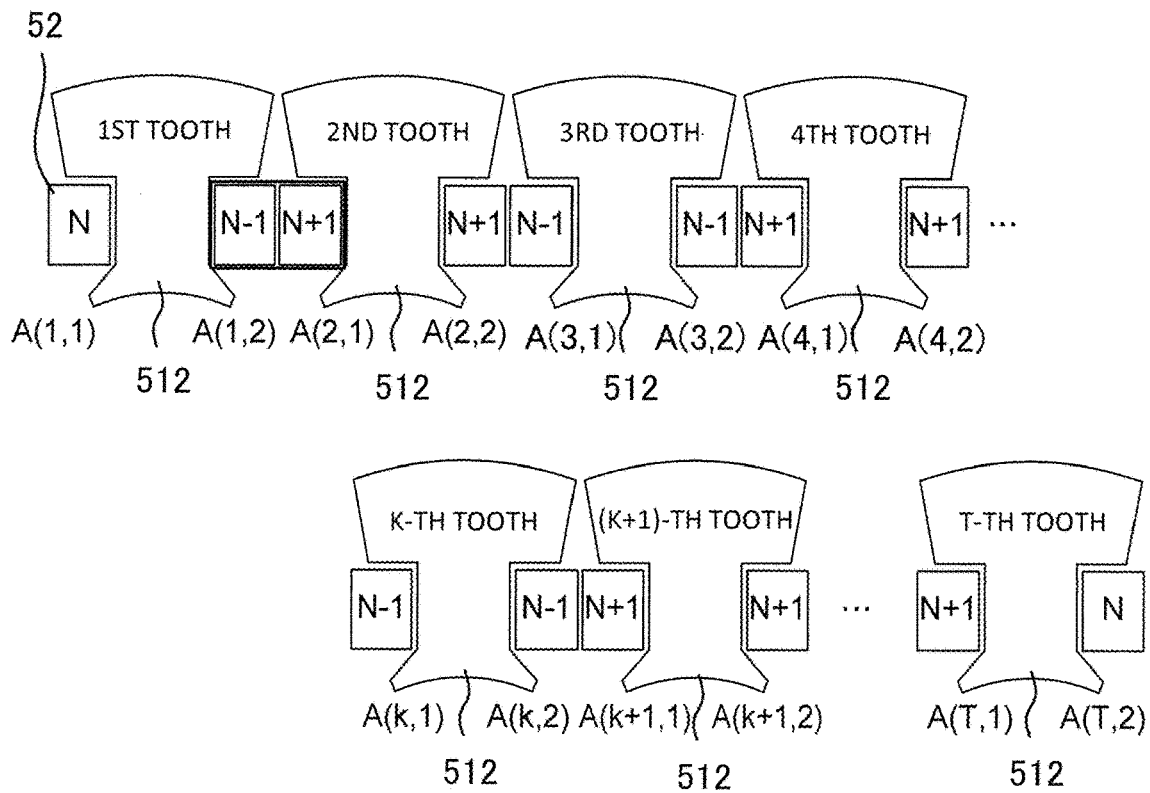 52
1ST TOOTH 2ND TOOTH 3RD TOOTH 4TH TOOTH
N N-1 N+1 N+1 N-1 N-1 N+1 N+1 ...
A(1,1) A(1,2) A(2,1) A(2,2) A(3,1) A(3,2) A(4,1) A(4,2)
512 512 512 512
K-TH TOOTH (K+1)-TH TOOTH T-TH TOOTH
N-1 N-1 N+1 N+1 ... N+1 N
A(k,1) A(k,2) A(k+1,1) A(k+1,2) A(T,1) A(T,2)
512 512 512